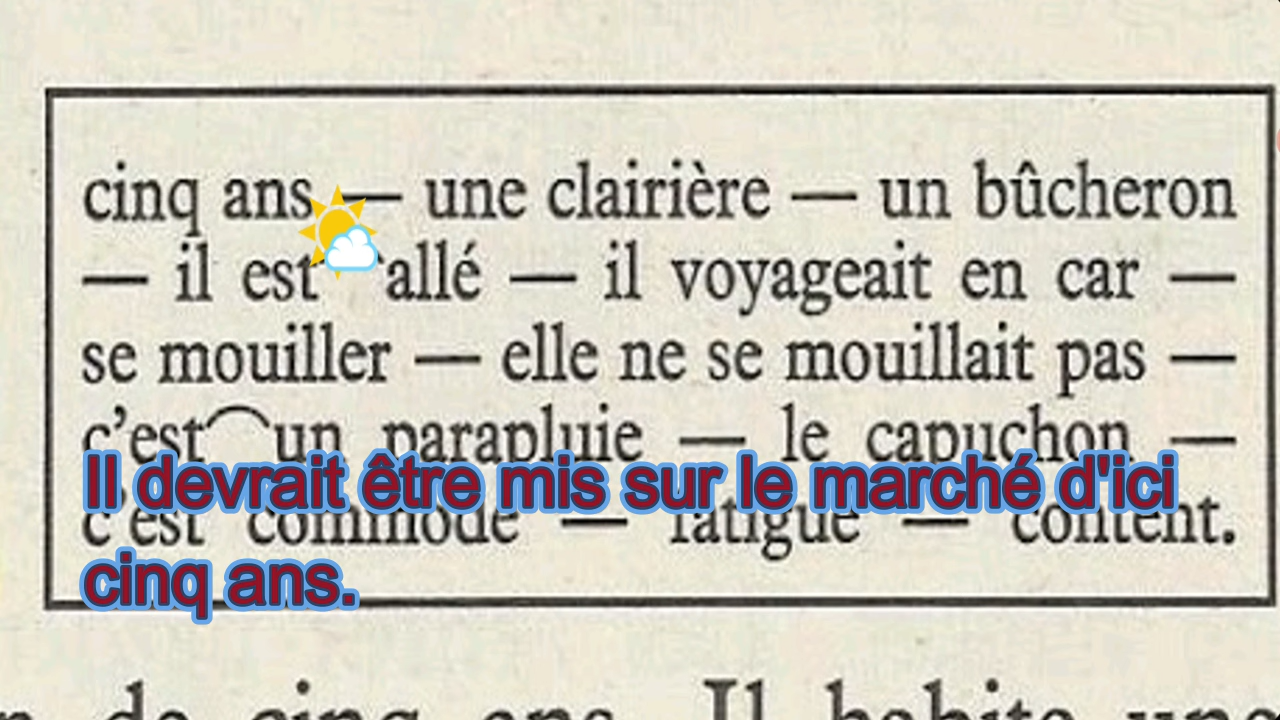 cinq ans — une clairière — un bûcheron
— il est allé — il voyageait en car —
se mouiller — elle ne se mouillait pas —
c'est un parapluie — le capuchon —
Il devrait être mis sur le marché d'ici
c'est commode — fatigué — content.
cinq ans.
de cinq ans. Il habite une